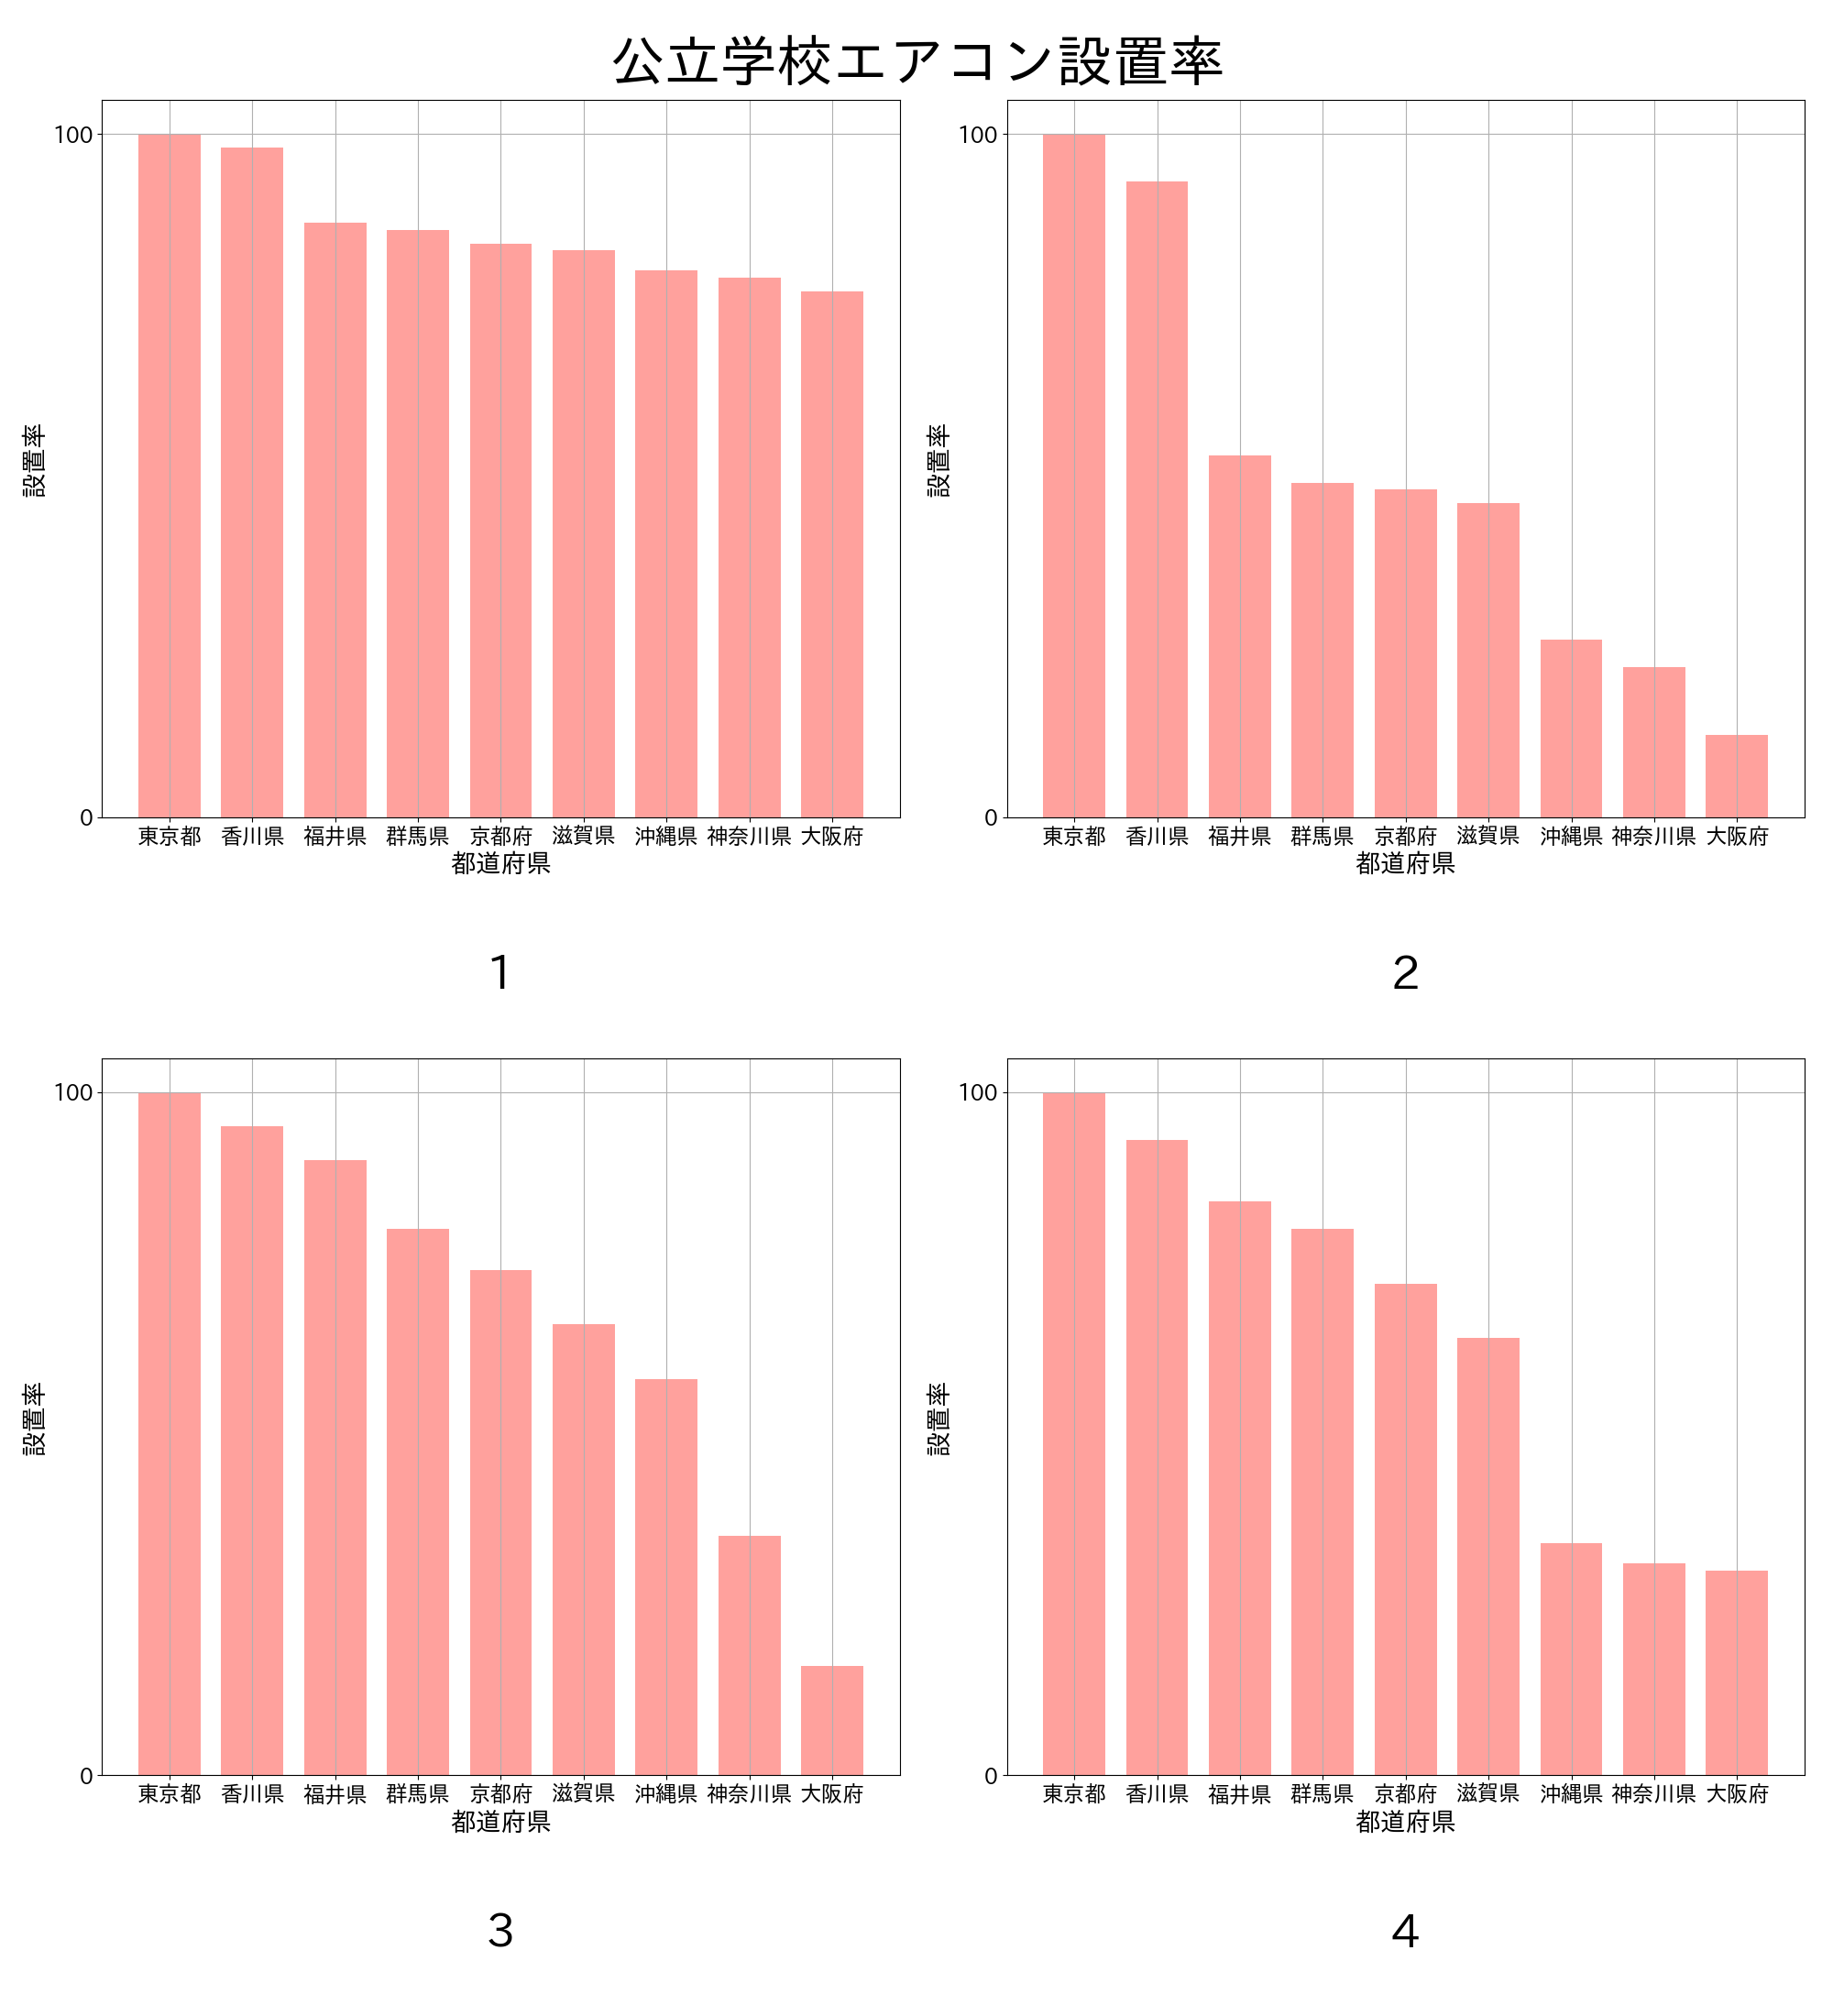 公立学校エアコン設置率
100
0
設置率
東京都 香川県 福井県 群馬県 京都府 滋賀県 沖縄県 神奈川県 大阪府
都道府県
1
100
0
設置率
東京都 香川県 福井県 群馬県 京都府 滋賀県 沖縄県 神奈川県 大阪府
都道府県
2
100
0
設置率
東京都 香川県 福井県 群馬県 京都府 滋賀県 沖縄県 神奈川県 大阪府
都道府県
3
100
0
設置率
東京都 香川県 福井県 群馬県 京都府 滋賀県 沖縄県 神奈川県 大阪府
都道府県
4